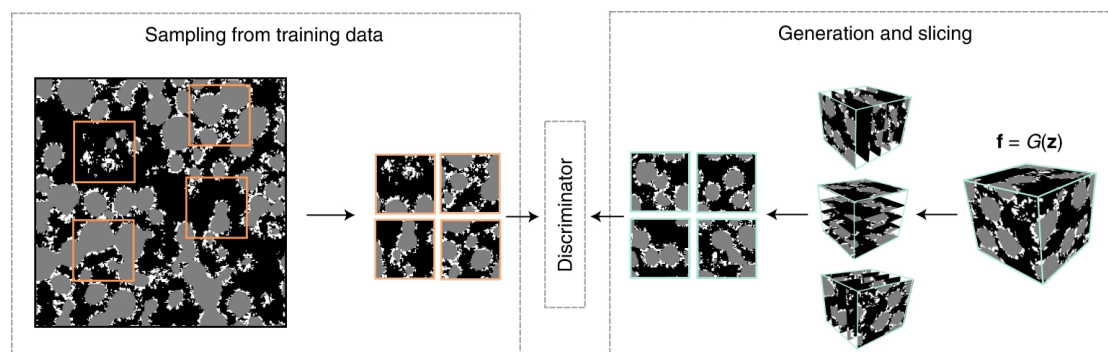 Sampling from training data
Generation and slicing
f = G(z)
Discriminator